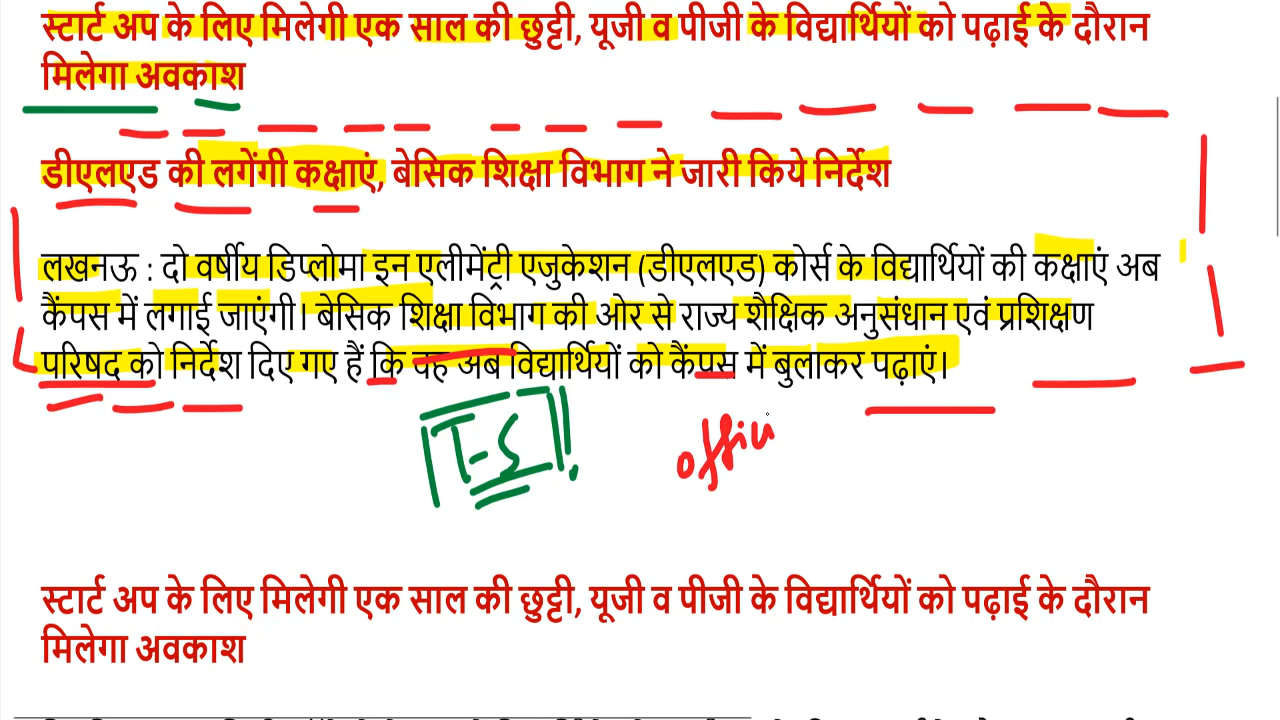 स्टार्ट अप के लिए मिलेगी एक साल की छुट्टी, यूजी व पीजी के विद्यार्थियों को पढ़ाई के दौरान
मिलेगा अवकाश
डीएलएड की लगेंगी कक्षाएं, बेसिक शिक्षा विभाग ने जारी किये निर्देश
लखनऊ : दो वर्षीय डिप्लोमा इन एलीमेंट्री एजुकेशन (डीएलएड) कोर्स के विद्यार्थियों की कक्षाएं अब
कैंपस में लगाई जाएंगी। बेसिक शिक्षा विभाग की ओर से राज्य शैक्षिक अनुसंधान एवं प्रशिक्षण
परिषद को निर्देश दिए गए हैं कि वह अब विद्यार्थियों को कैंपस में बुलाकर पढ़ाएं।
T-S offici
स्टार्ट अप के लिए मिलेगी एक साल की छुट्टी, यूजी व पीजी के विद्यार्थियों को पढ़ाई के दौरान
मिलेगा अवकाश